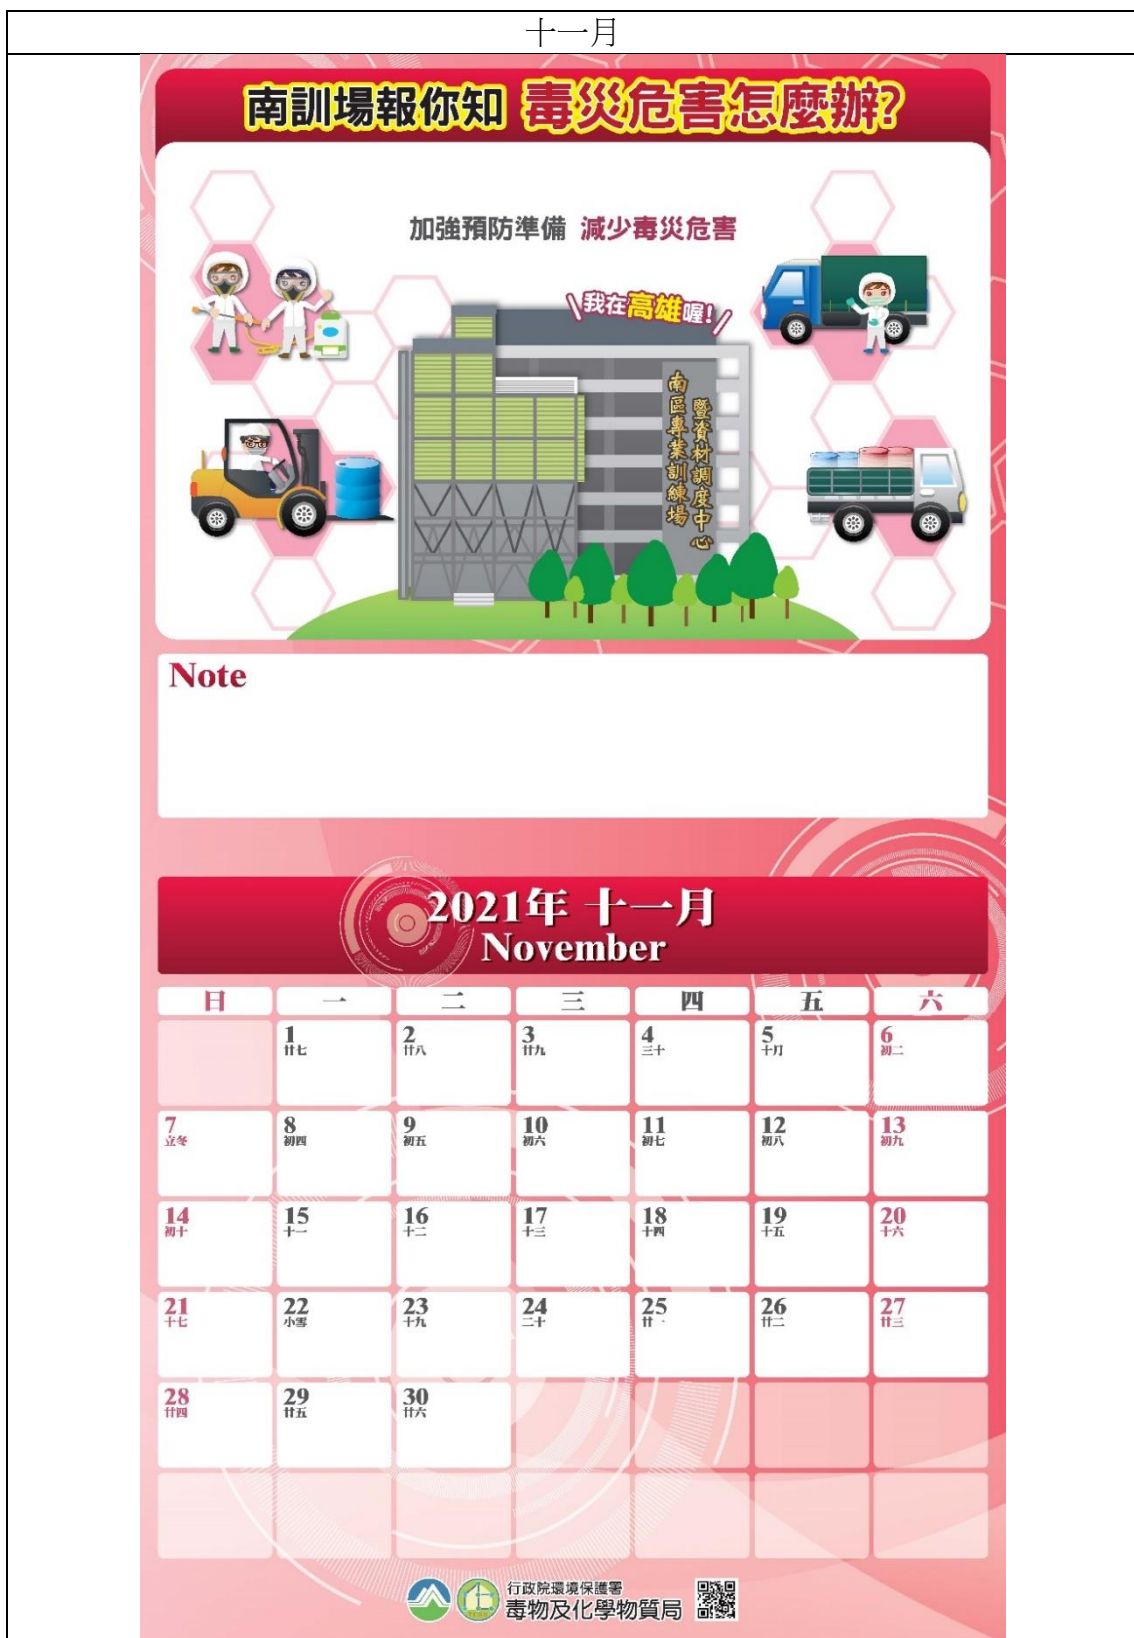 十一月
南訓場報你知 毒災危害怎麼辦?
加強預防準備 減少毒災危害
\我在高雄喔!/
南區專業訓練場
暨資材調度中心
Note
2021年 十一月
November
日 一 二 三 四 五 六
1 2 3 4 5 6
廿七 廿八 廿九 三十 十月 初二
7 8 9 10 11 12 13
立冬 初四 初五 初六 初七 初八 初九
14 15 16 17 18 19 20
初十 十一 十二 十三 十四 十五 十六
21 22 23 24 25 26 27
十七 小雪 十九 二十 廿一 廿二 廿三
28 29 30
廿四 廿五 廿六
行政院環境保護署
毒物及化學物質局